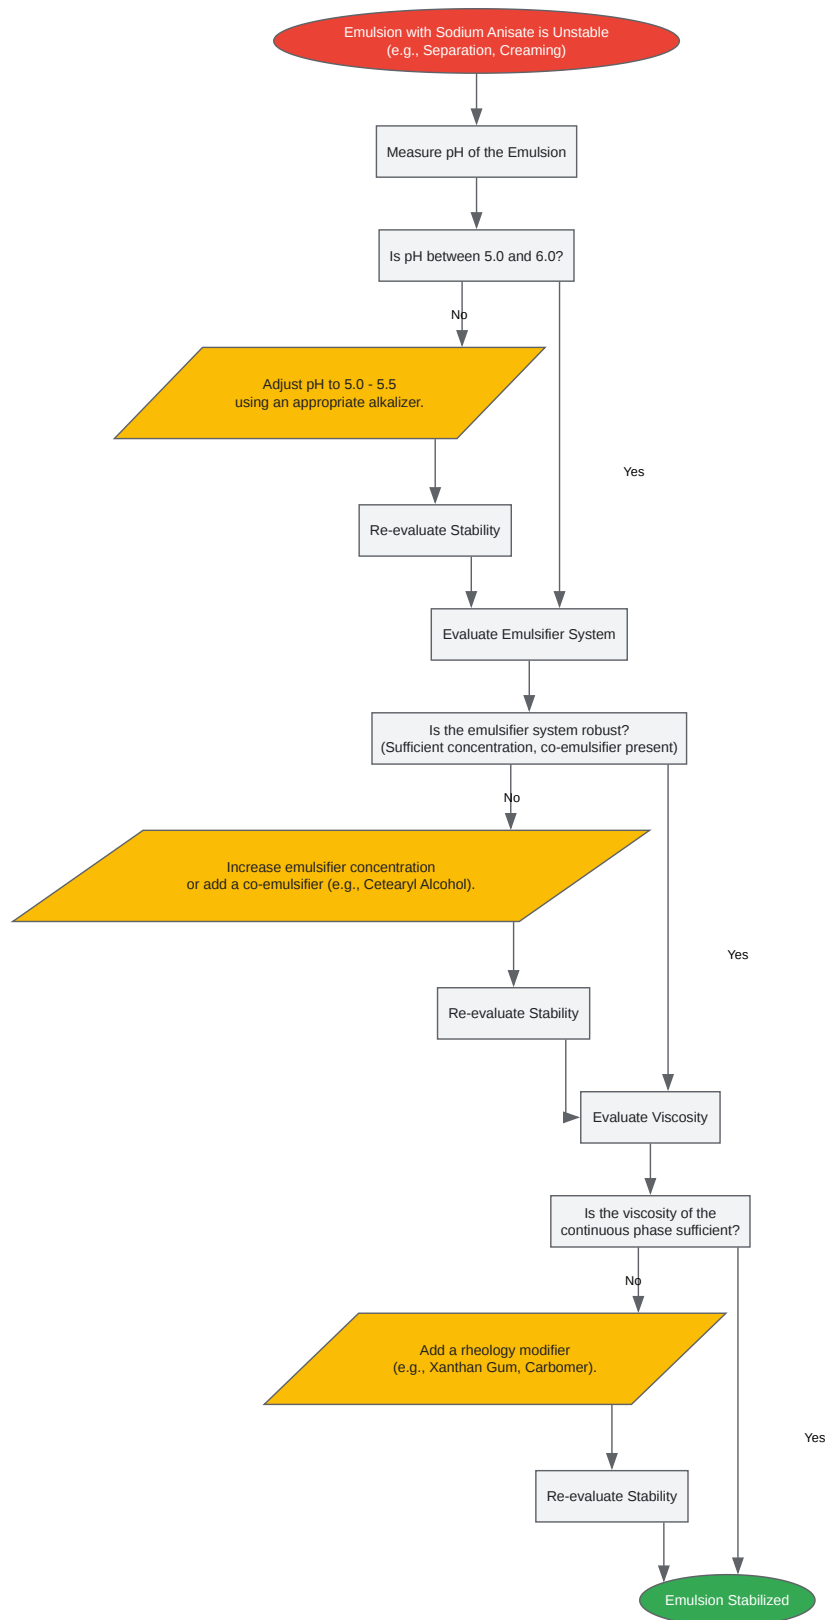 Emulsion with Sodium Anisate is Unstable
(e.g., Separation, Creaming)
Measure pH of the Emulsion
Is pH between 5.0 and 6.0?
No
Adjust pH to 5.0 - 5.5
using an appropriate alkalizer.
Yes
Re-evaluate Stability
Evaluate Emulsifier System
Is the emulsifier system robust?
(Sufficient concentration, co-emulsifier present)
No
Increase emulsifier concentration
or add a co-emulsifier (e.g., Cetearyl Alcohol).
Yes
Re-evaluate Stability
Evaluate Viscosity
Is the viscosity of the
continuous phase sufficient?
No
Add a rheology modifier
(e.g., Xanthan Gum, Carbomer).
Yes
Re-evaluate Stability
Emulsion Stabilized